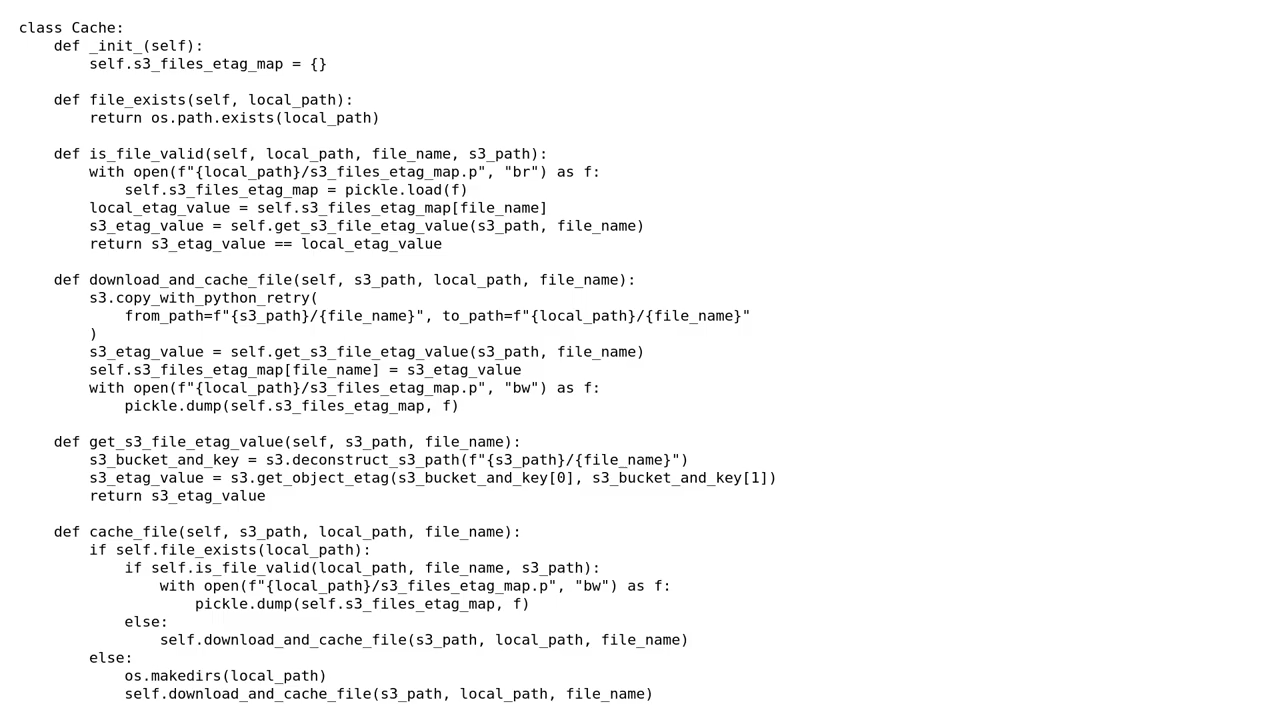 class Cache:
    def _init_(self):
        self.s3_files_etag_map = {}

    def file_exists(self, local_path):
        return os.path.exists(local_path)

    def is_file_valid(self, local_path, file_name, s3_path):
        with open(f"{local_path}/s3_files_etag_map.p", "br") as f:
            self.s3_files_etag_map = pickle.load(f)
        local_etag_value = self.s3_files_etag_map[file_name]
        s3_etag_value = self.get_s3_file_etag_value(s3_path, file_name)
        return s3_etag_value == local_etag_value

    def download_and_cache_file(self, s3_path, local_path, file_name):
        s3.copy_with_python_retry(
            from_path=f"{s3_path}/{file_name}", to_path=f"{local_path}/{file_name}"
        )
        s3_etag_value = self.get_s3_file_etag_value(s3_path, file_name)
        self.s3_files_etag_map[file_name] = s3_etag_value
        with open(f"{local_path}/s3_files_etag_map.p", "bw") as f:
            pickle.dump(self.s3_files_etag_map, f)

    def get_s3_file_etag_value(self, s3_path, file_name):
        s3_bucket_and_key = s3.deconstruct_s3_path(f"{s3_path}/{file_name}")
        s3_etag_value = s3.get_object_etag(s3_bucket_and_key[0], s3_bucket_and_key[1])
        return s3_etag_value

    def cache_file(self, s3_path, local_path, file_name):
        if self.file_exists(local_path):
            if self.is_file_valid(local_path, file_name, s3_path):
                with open(f"{local_path}/s3_files_etag_map.p", "bw") as f:
                    pickle.dump(self.s3_files_etag_map, f)
            else:
                self.download_and_cache_file(s3_path, local_path, file_name)
        else:
            os.makedirs(local_path)
            self.download_and_cache_file(s3_path, local_path, file_name)